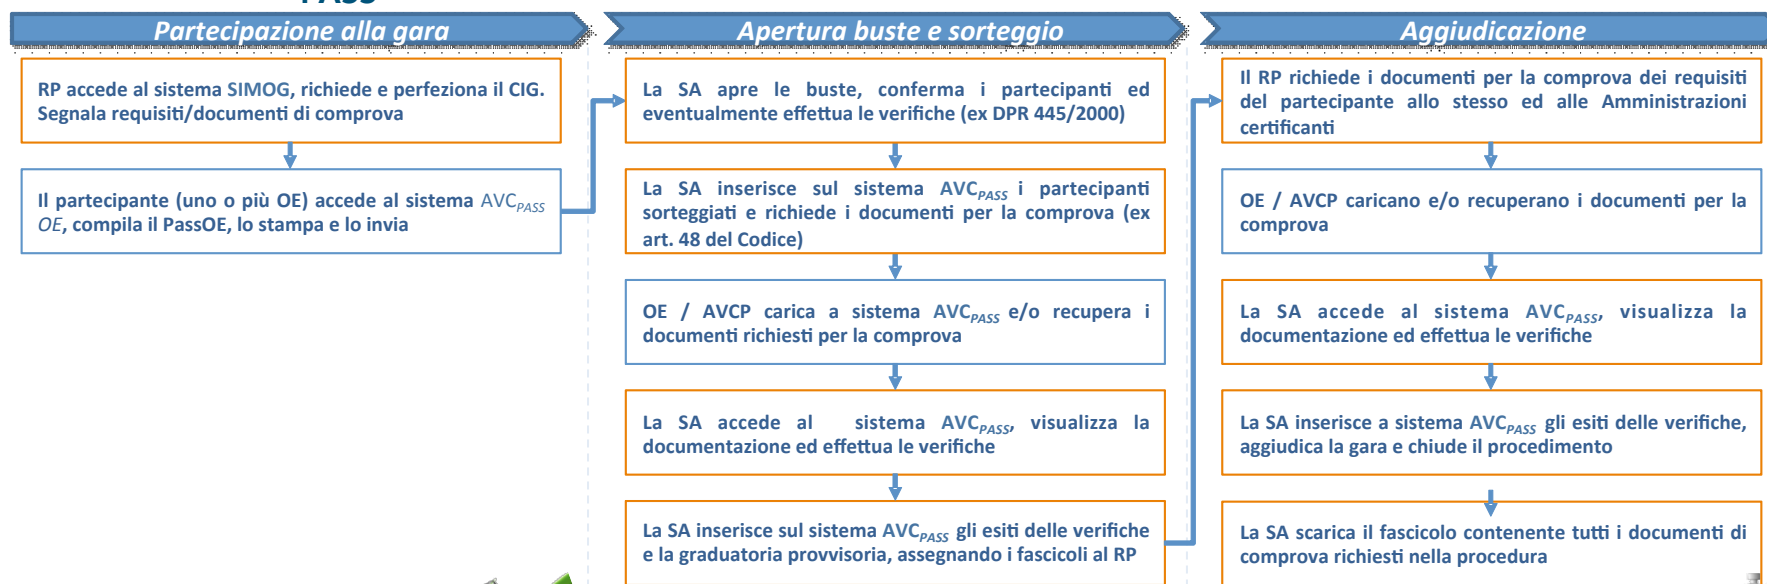 Partecipazione alla gara
RP accede al sistema SIMOG, richiede e perfeziona il CIG.
Segnala requisiti/documenti di comprova
Il partecipante (uno o più OE) accede al sistema AVCPASS
OE, compila il PassOE, lo stampa e lo invia
Apertura buste e sorteggio
La SA apre le buste, conferma i partecipanti ed
eventualmente effettua le verifiche (ex DPR 445/2000)
La SA inserisce sul sistema AVCPASS i partecipanti
sorteggiati e richiede i documenti per la comprova (ex
art. 48 del Codice)
OE / AVCP carica a sistema AVCPASS e/o recupera i
documenti richiesti per la comprova
La SA accede al sistema AVCPASS, visualizza la
documentazione ed effettua le verifiche
La SA inserisce sul sistema AVCPASS gli esiti delle verifiche
e la graduatoria provvisoria, assegnando i fascicoli al RP
Aggiudicazione
Il RP richiede i documenti per la comprova dei requisiti
del partecipante allo stesso ed alle Amministrazioni
certificanti
OE / AVCP caricano e/o recuperano i documenti per la
comprova
La SA accede al sistema AVCPASS, visualizza la
documentazione ed effettua le verifiche
La SA inserisce a sistema AVCPASS gli esiti delle verifiche,
aggiudica la gara e chiude il procedimento
La SA scarica il fascicolo contenente tutti i documenti di
comprova richiesti nella procedura